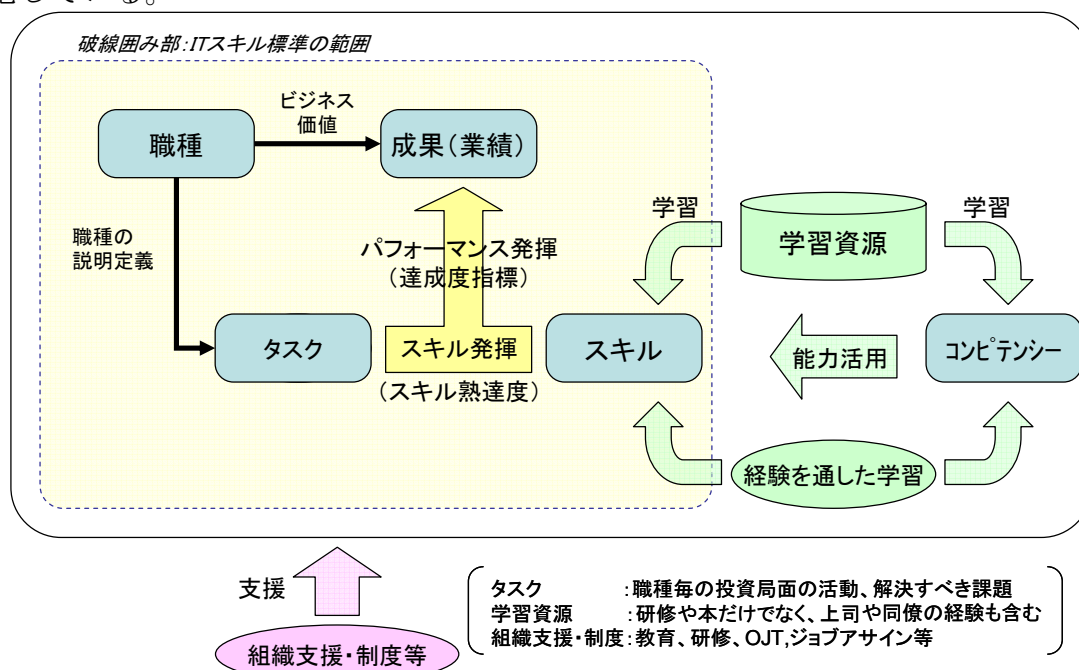 している。
破線囲み部:ITスキル標準の範囲
ビジネス
価値
職種
成果(業績)
職種の
説明定義
パフォーマンス発揮
(達成度指標)
学習
学習資源
学習
タスク
スキル発揮
スキル
能力活用
コンピテンシー
(スキル熟達度)
経験を通した学習
支援
組織支援・制度等
タスク :職種毎の投資局面の活動、解決すべき課題
学習資源 :研修や本だけでなく、上司や同僚の経験も含む
組織支援・制度:教育、研修、OJT,ジョブアサイン等